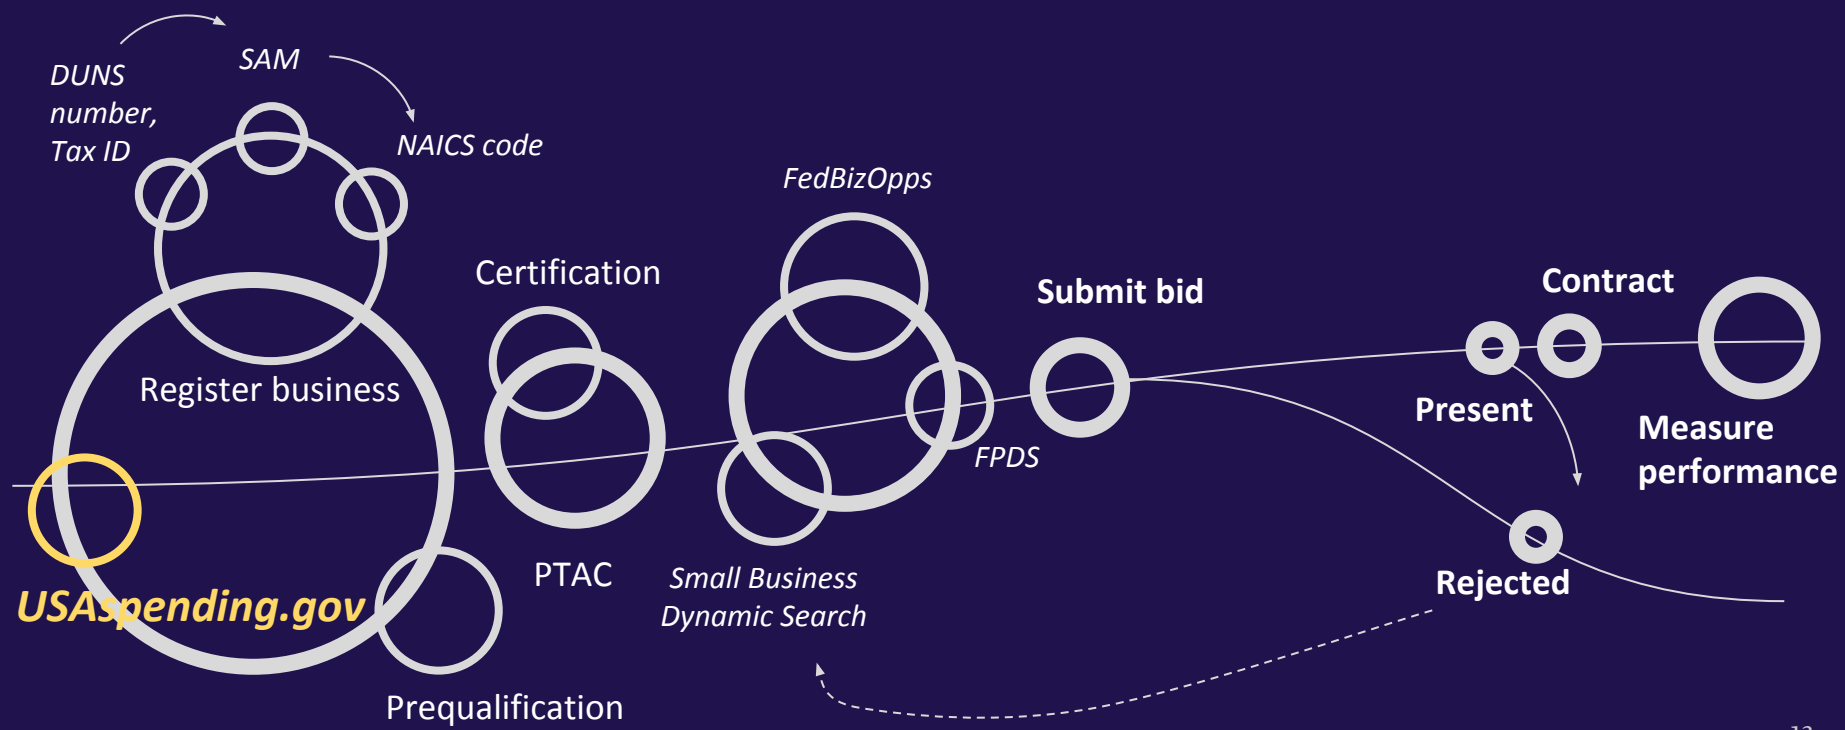 DUNS
number,
Tax ID
SAM
NAICS code
Register business
USAspending.gov
Prequalification
Certification
PTAC
FedBizOpps
FPDS
Small Business
Dynamic Search
Submit bid
Present
Contract
Measure
performance
Rejected